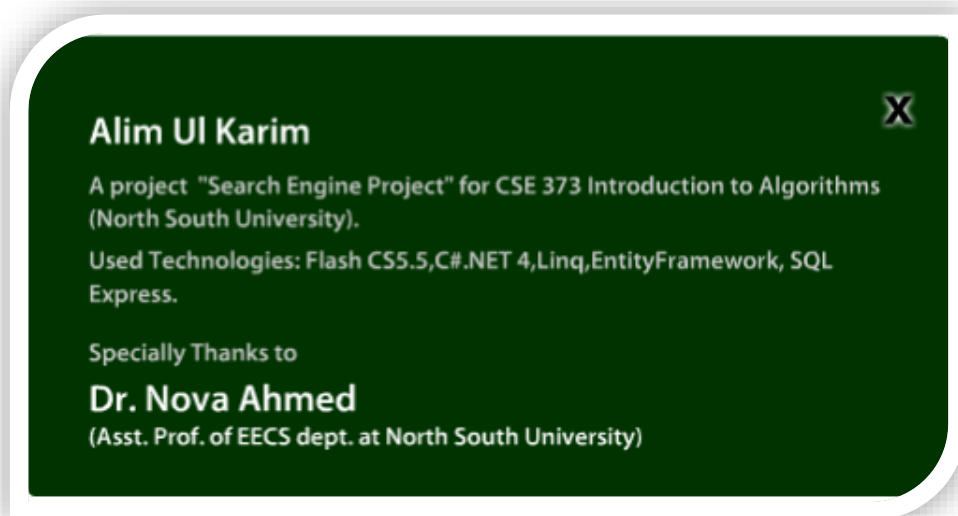 X
Alim Ul Karim
A project "Search Engine Project" for CSE 373 Introduction to Algorithms
(North South University).
Used Technologies: Flash CS5.5,C#.NET 4,Linq,EntityFramework, SQL
Express.
Specially Thanks to
Dr. Nova Ahmed
(Asst. Prof. of EECS dept. at North South University)